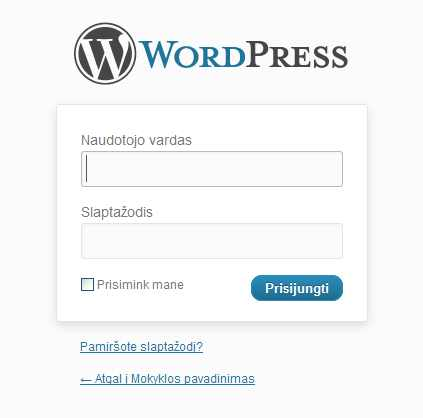 WORDPRESS
Naudotojo vardas
Slaptažodis
Prisimink mane
Prisijungti
Pamiršote slaptažodį?
← Atgal į Mokyklos pavadinimas